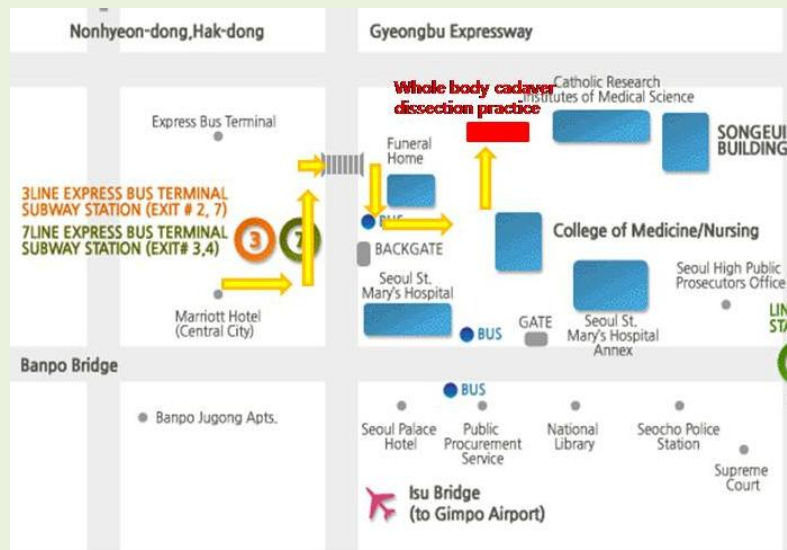 Nonhyeon-dong,Hak-dong
Gyeongbu Expressway
Whole body cadaver
dissection practice
Catholic Research
Institutes of Medical Science
Express Bus Terminal
Funeral
Home
SONGEUI
BUILDING
3LINE EXPRESS BUS TERMINAL
SUBWAY STATION (EXIT # 2, 7)
7LINE EXPRESS BUS TERMINAL
SUBWAY STATION (EXIT# 3,4)
3
7
BUS
BACKGATE
College of Medicine/Nursing
Seoul St.
Mary's Hospital
Seoul High Public
Prosecutors Office
Marriott Hotel
(Central City)
BUS
GATE
Seoul St.
Mary's Hospital
Annex
Banpo Bridge
BUS
Banpo Jugong Apts.
Seoul Palace
Hotel
Public
Procurement
Service
National
Library
Seocho Police
Station
Supreme
Court
Isu Bridge
(to Gimpo Airport)